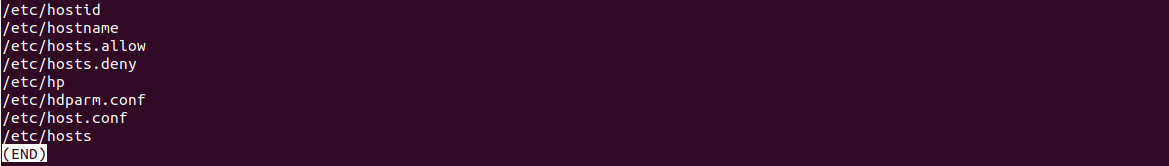 /etc/hostid
/etc/hostname
/etc/hosts.allow
/etc/hosts.deny
/etc/hp
/etc/hdparm.conf
/etc/host.conf
/etc/hosts
(END)